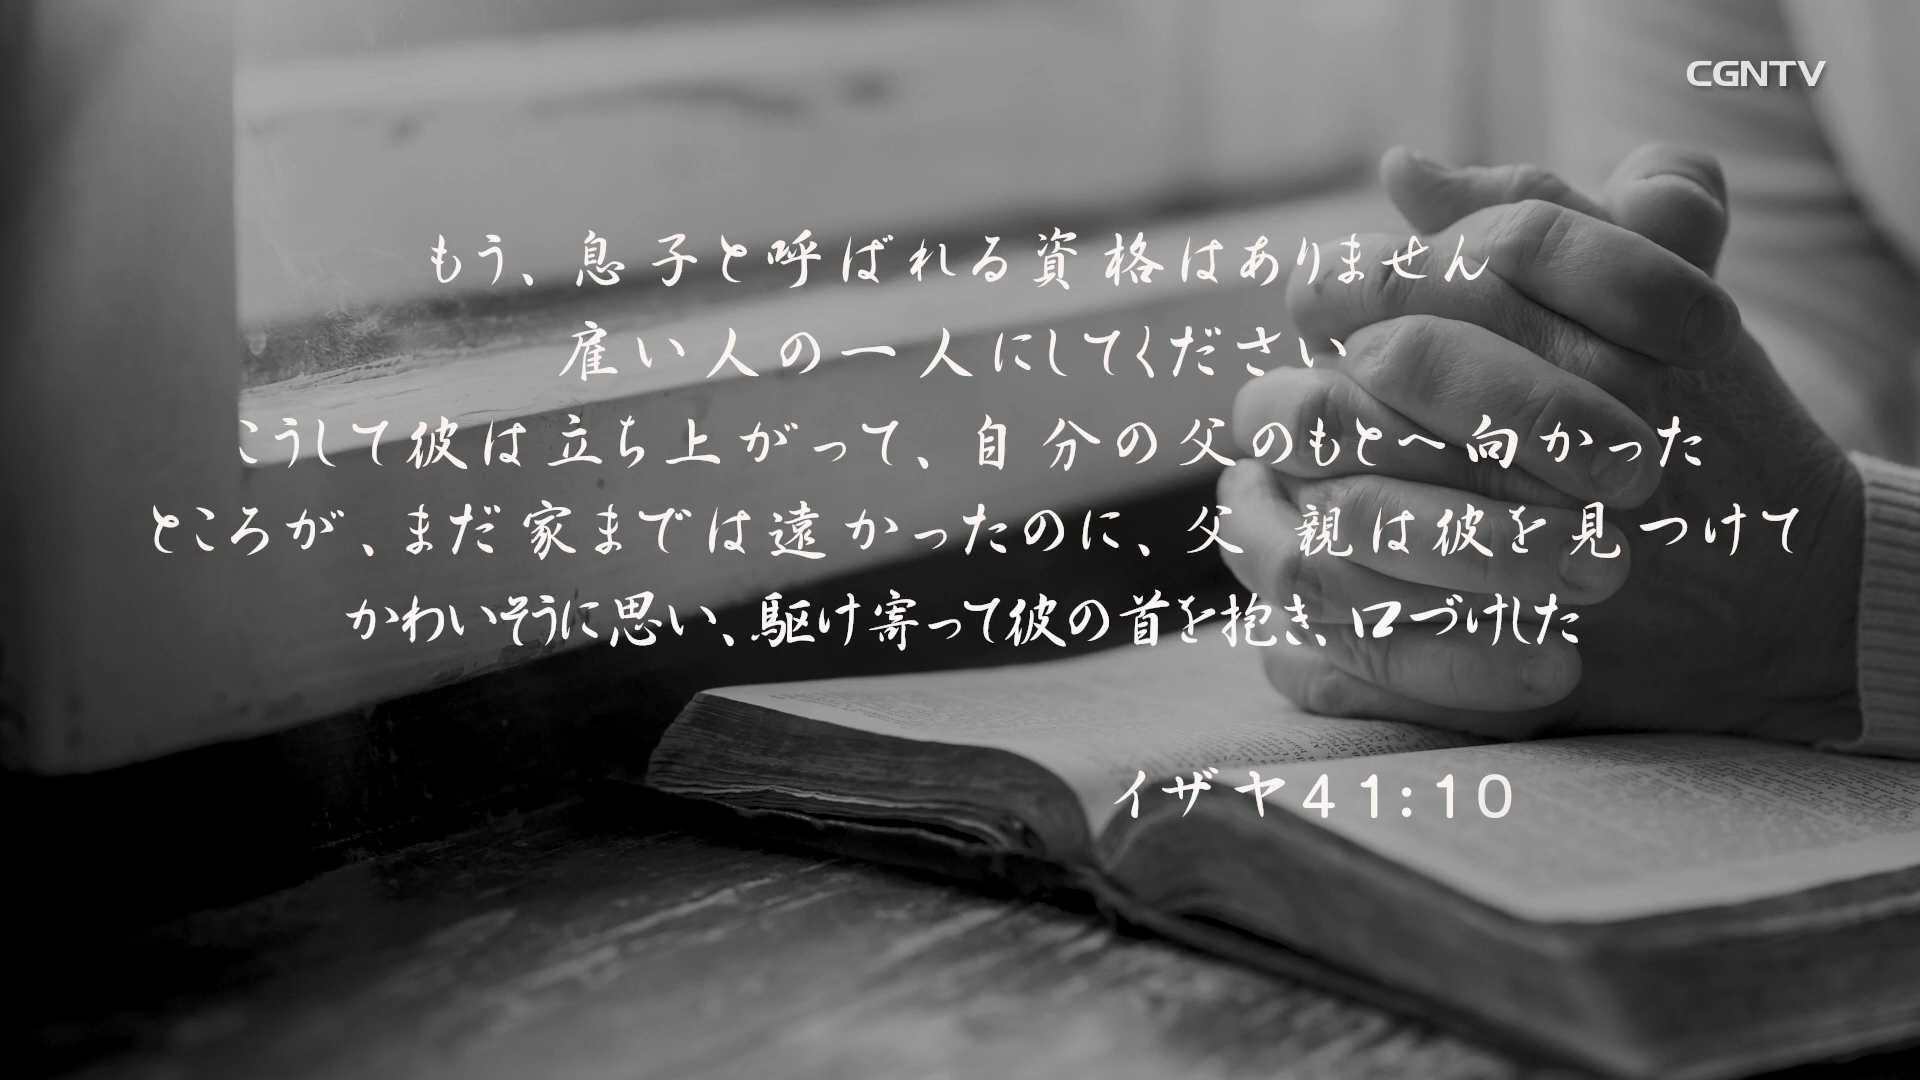 CGNTV
もう、息子と呼ばれる資格はありません
雇い人の一人にしてください
こうして彼は立ち上がって、自分の父のもとへ向かった
ところが、まだ家までは遠かったのに、父親は彼を見つけて
かわいそうに思い、駆け寄って彼の首を抱き、口づけした
イザヤ41:10